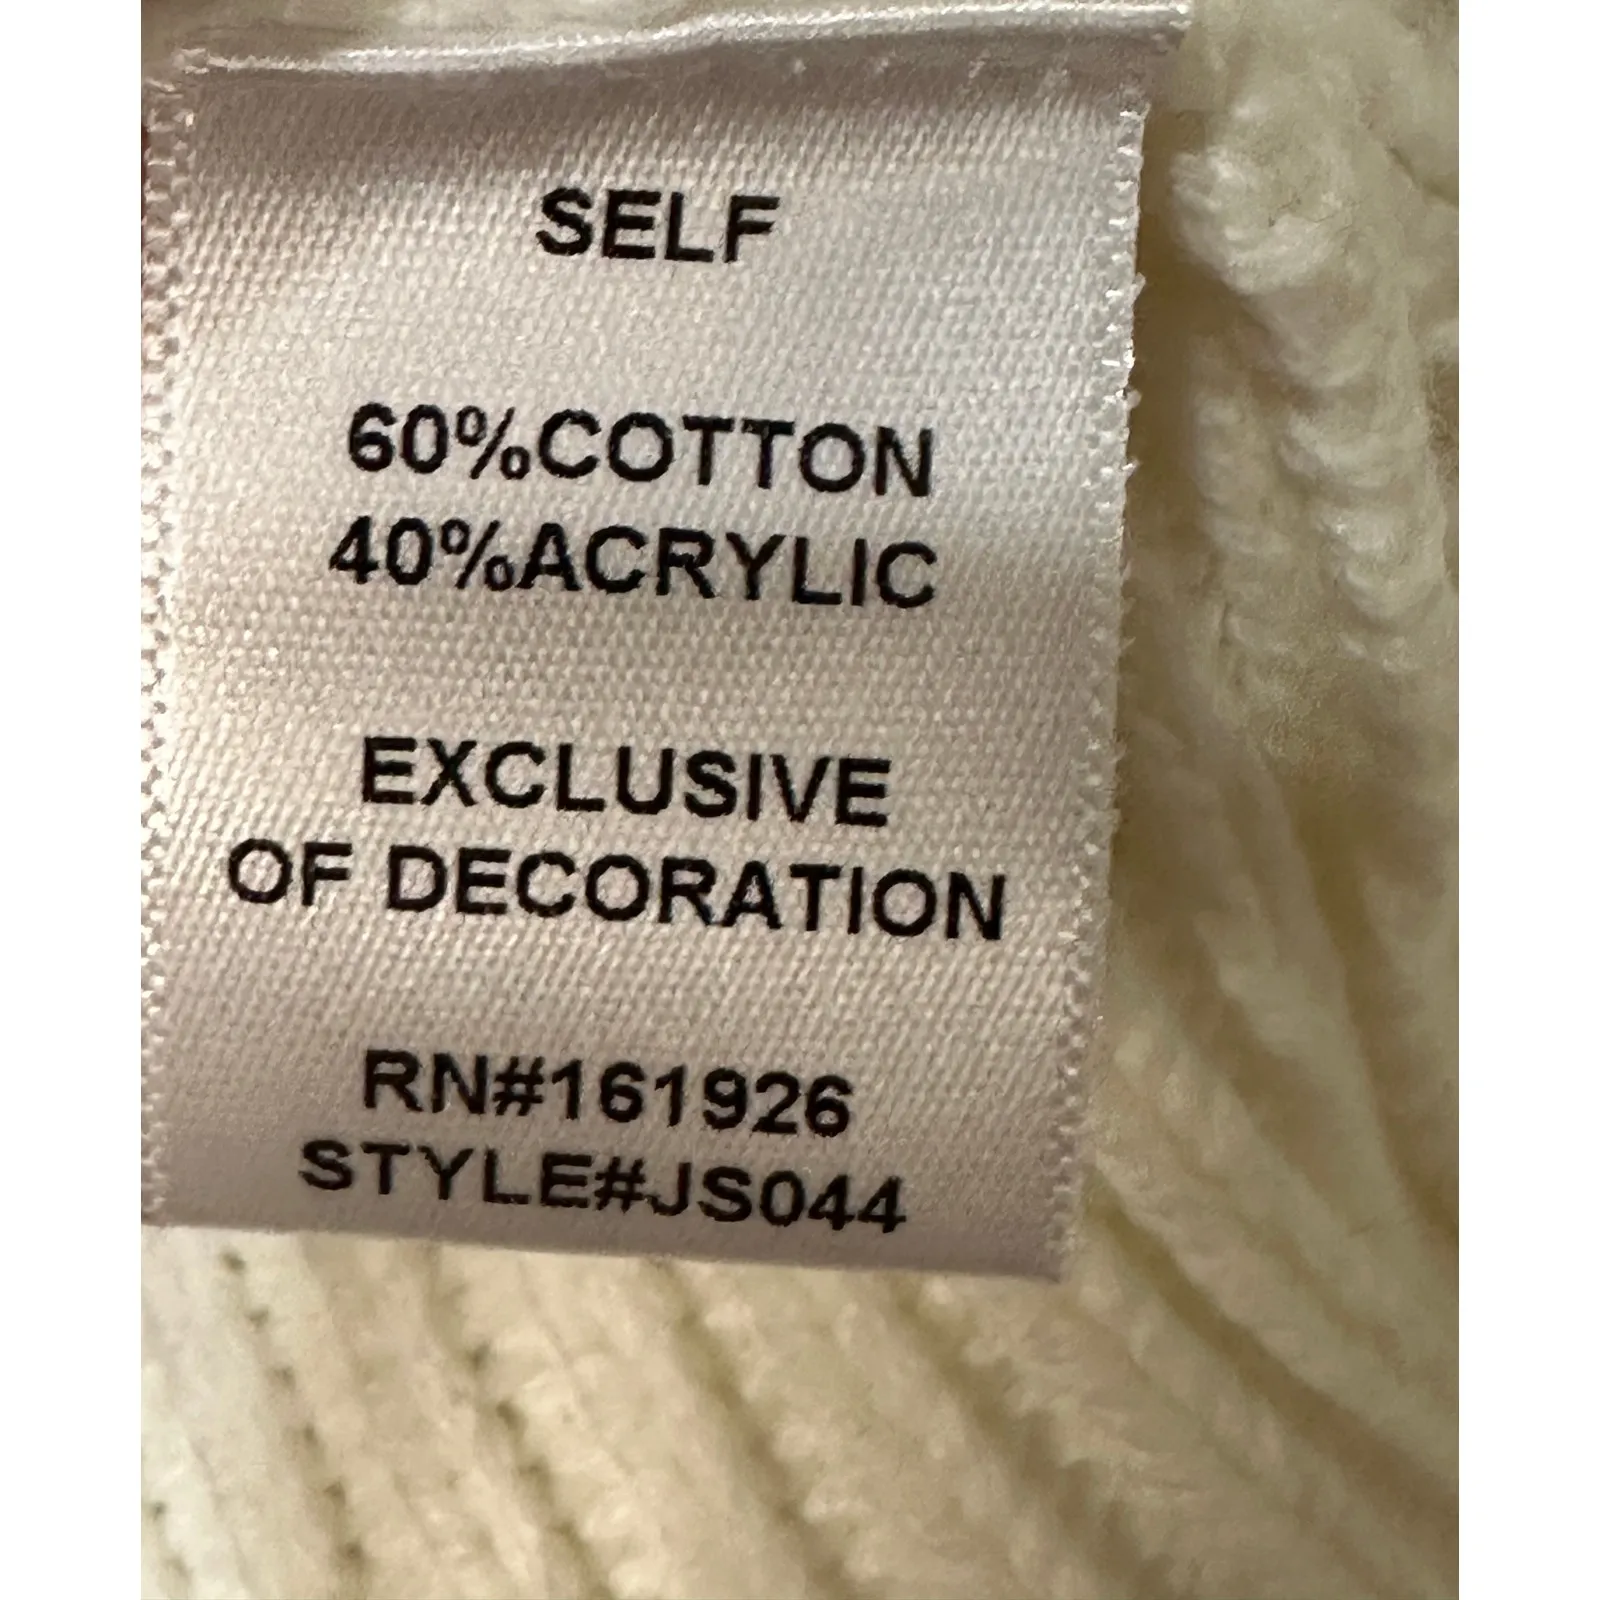 SELF
60%COTTON
40%ACRYLIC
EXCLUSIVE
OF DECORATION
RN#161926
STYLE#JS044